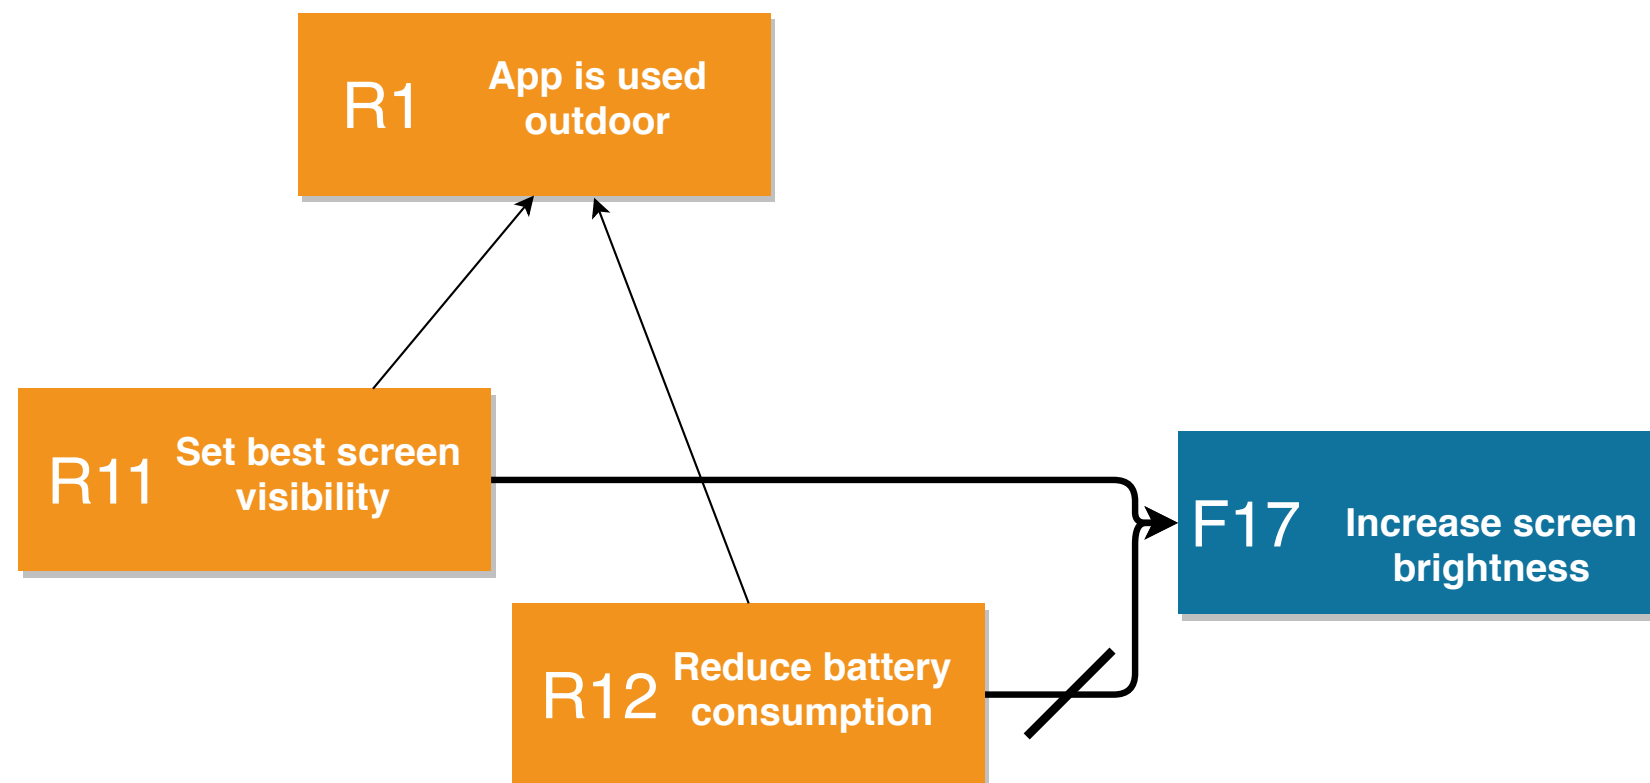 R1
App is used
outdoor
R11
Set best screen
visibility
F17
Increase screen
brightness
R12
Reduce battery
consumption